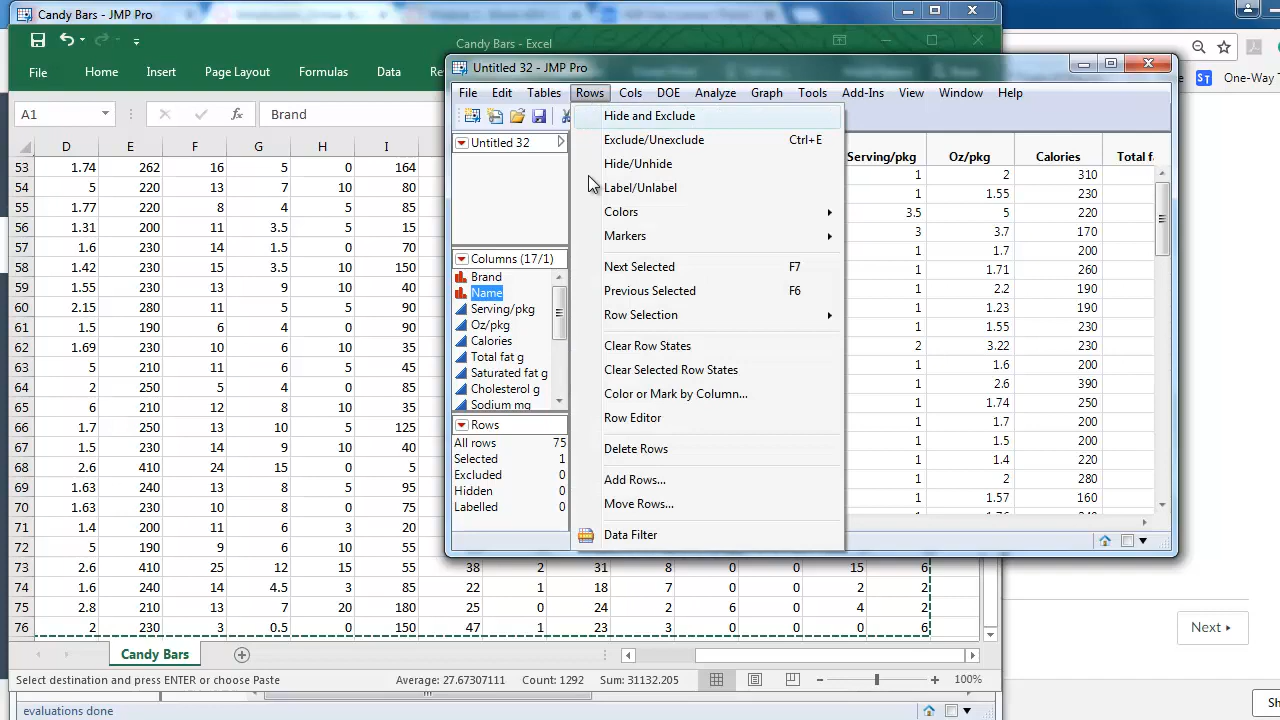 Candy Bars - JMP Pro
Candy Bars - Excel
File Home Insert Page Layout Formulas Data
A1 Brand
D E F G H I
53 1.74 262 16 5 0 164
54 5 220 13 7 10 80
55 1.77 220 8 4 5 85
56 1.31 200 11 3.5 5 15
57 1.6 230 14 1.5 0 70
58 1.42 230 15 3.5 10 150
59 1.55 230 13 9 10 40
60 2.15 280 11 5 5 90
61 1.5 190 6 4 0 90
62 1.69 230 10 6 10 35
63 5 210 11 6 5 45
64 2 250 5 4 0 85
65 6 210 12 8 10 35
66 1.7 250 13 10 5 125
67 1.5 230 14 9 10 40
68 2.6 410 24 15 0 5
69 1.63 240 13 8 5 95
70 1.63 230 10 8 0 75
71 1.4 200 11 6 3 20
72 5 190 9 6 10 55
73 2.6 410 25 12 15 55 38 2 31 8 0 0 15 6
74 1.6 240 14 4.5 3 85 22 1 18 7 0 0 2 2
75 2.8 210 13 7 20 180 25 0 24 2 6 0 4 2
76 2 230 3 0.5 0 150 47 1 23 3 0 0 0 6
Candy Bars
Select destination and press ENTER or choose Paste Average: 27.67307111 Count: 1292 Sum: 31132.205 100%
evaluations done
Untitled 32 - JMP Pro
File Edit Tables Rows Cols DOE Analyze Graph Tools Add-Ins View Window Help
Untitled 32
Columns (17/1)
Brand
Name
Serving/pkg
Oz/pkg
Calories
Total fat g
Saturated fat g
Cholesterol g
Sodium mg
Rows
All rows 75
Selected 1
Excluded 0
Hidden 0
Labelled 0
Hide and Exclude
Exclude/Unexclude Ctrl+E
Hide/Unhide
Label/Unlabel
Colors
Markers
Next Selected F7
Previous Selected F6
Row Selection
Clear Row States
Clear Selected Row States
Color or Mark by Column...
Row Editor
Delete Rows
Add Rows...
Move Rows...
Data Filter
Serving/pkg Oz/pkg Calories Total
1 2 310
1 1.55 230
3.5 5 220
3 3.7 170
1 1.7 200
1 1.71 260
1 2.2 190
1 1.23 190
1 1.55 230
2 3.22 230
1 1.6 200
1 2.6 390
1 1.74 250
1 1.7 200
1 1.5 200
1 1.4 220
1 2 280
1 1.57 160
One-Way
Next